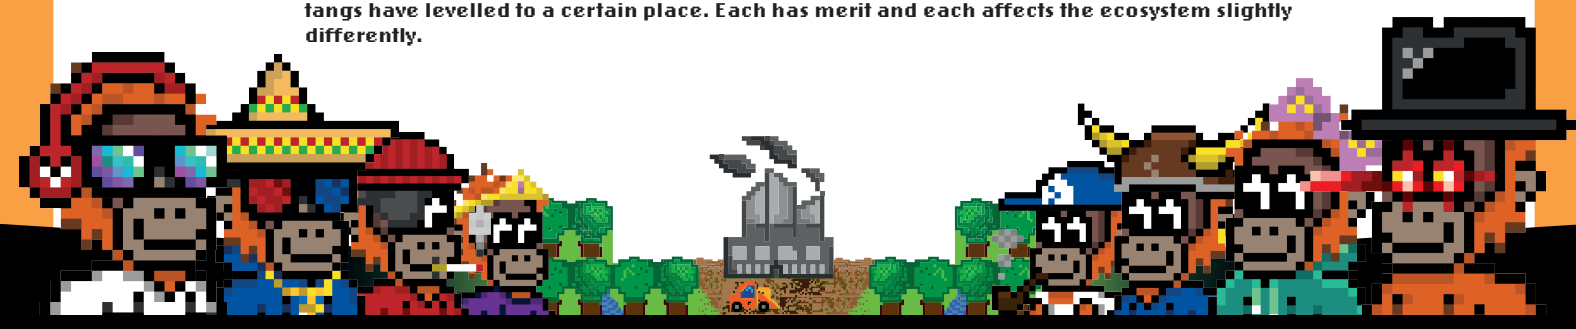 tangs have levelled to a certain place. Each has merit and each affects the ecosystem slightly
differently.